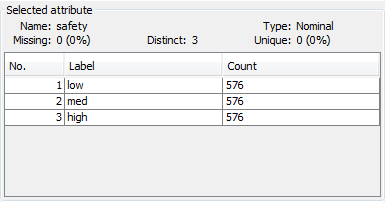 Selected attribute
Name: safety Type: Nominal
Missing: 0 (0%) Distinct: 3 Unique: 0 (0%)
No. Label Count
1 low 576
2 med 576
3 high 576